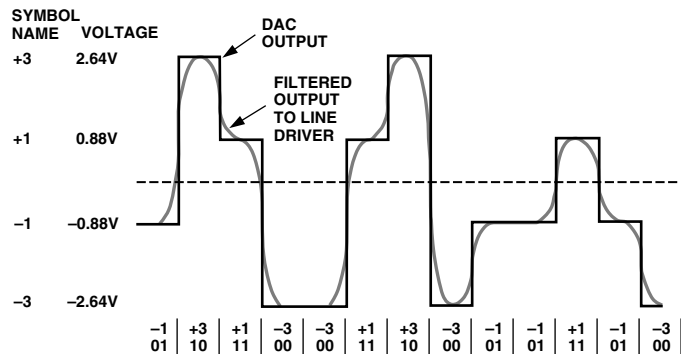 SYMBOL
NAME VOLTAGE
DAC
OUTPUT
+3 2.64V
FILTERED
OUTPUT
TO LINE
DRIVER
+1 0.88V
–1 –0.88V
–3 –2.64V
–1 +3 +1 –3 –3 +1 +3 –3 –1 –1 +1 –1 –3
01 10 11 00 00 11 10 00 01 01 11 01 00